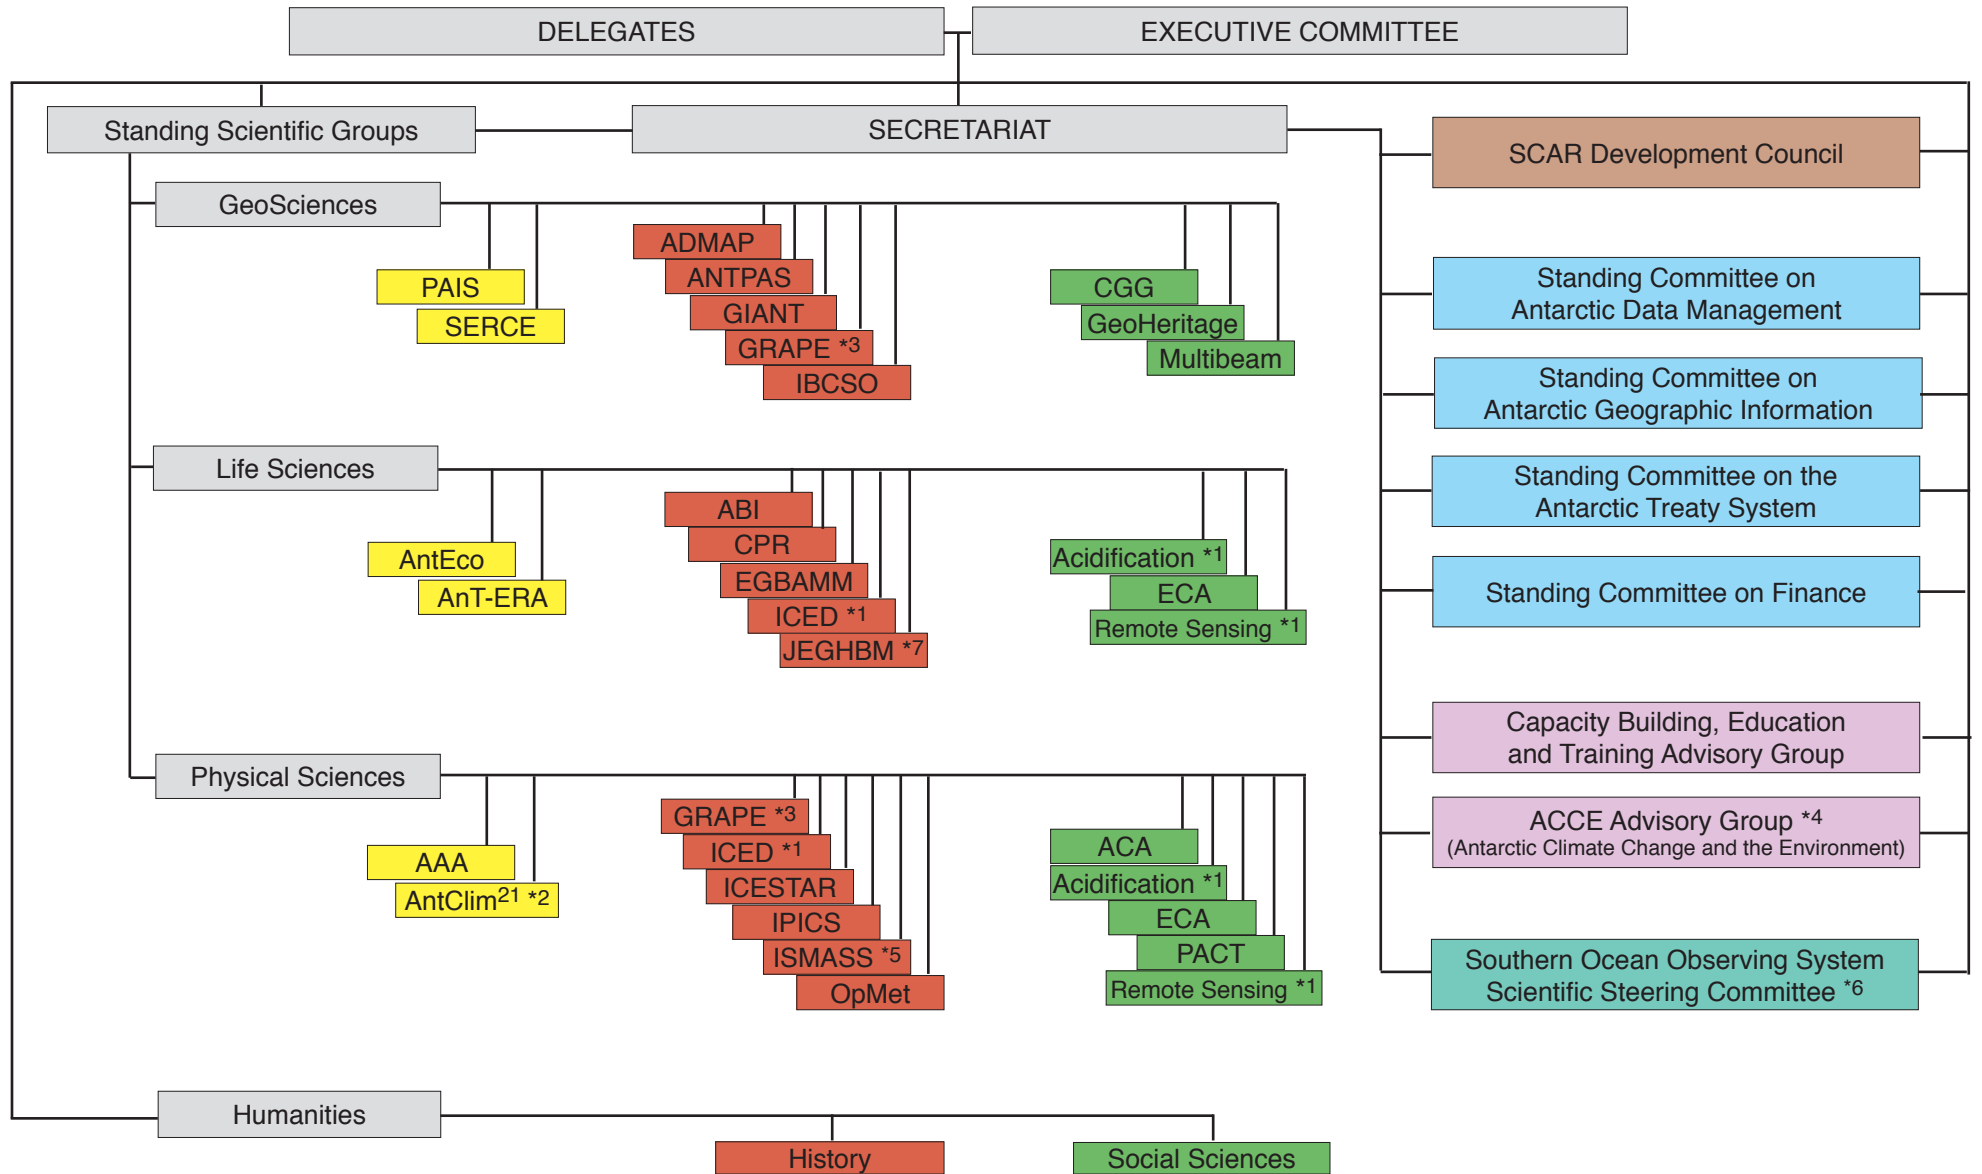 DELEGATES
EXECUTIVE COMMITTEE
Standing Scientific Groups
SECRETARIAT
SCAR Development Council
GeoSciences
PAIS
SERCE
ADMAP
ANTPAS
GIANT
GRAPE *3
IBCSO
CGG
GeoHeritage
Multibeam
Standing Committee on
Antarctic Data Management
Standing Committee on
Antarctic Geographic Information
Life Sciences
AntEco
AnT-ERA
ABI
CPR
EGBAMM
ICED *1
JEGHBM *7
Acidification *1
ECA
Remote Sensing *1
Standing Committee on the
Antarctic Treaty System
Standing Committee on Finance
Capacity Building, Education
and Training Advisory Group
Physical Sciences
AAA
AntClim21 *2
GRAPE *3
ICED *1
ICESTAR
IPICS
ISMASS *5
OpMet
ACA
Acidification *1
ECA
PACT
Remote Sensing *1
ACCE Advisory Group *4
(Antarctic Climate Change and the Environment)
Southern Ocean Observing System
Scientific Steering Committee *6
Humanities
History
Social Sciences